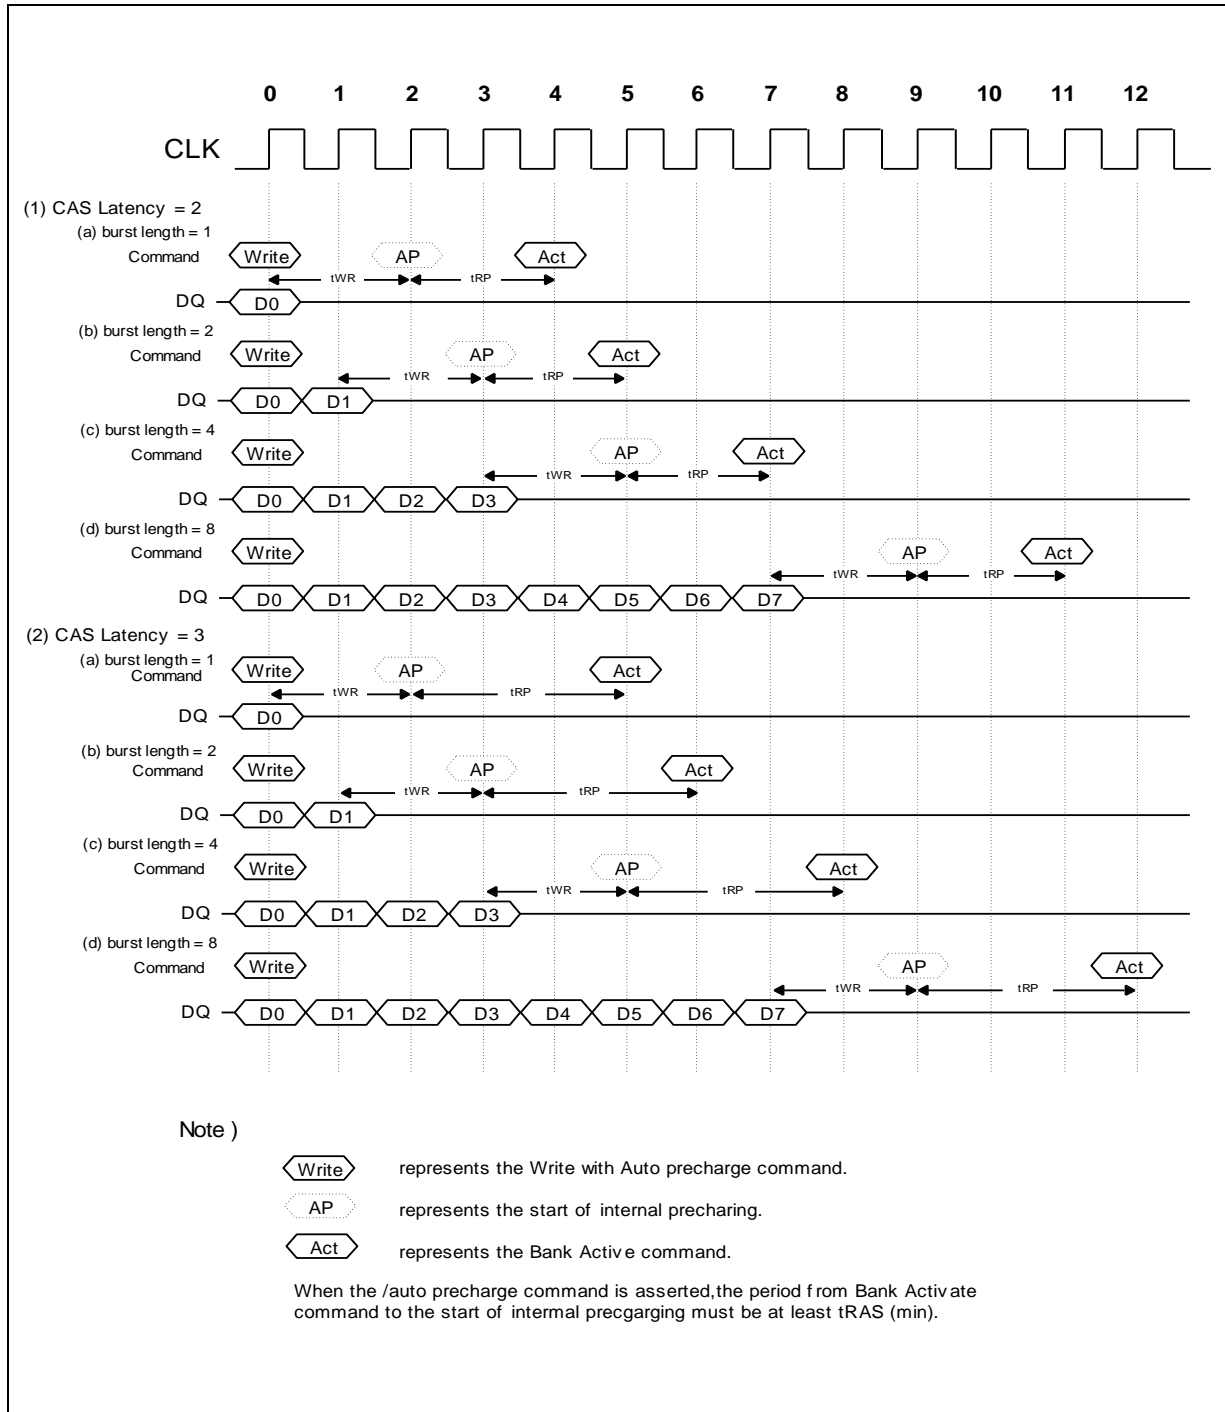 0 1 2 3 4 5 6 7 8 9 10 11 12
CLK
(1) CAS Latency = 2
(a) burst length = 1
Command Write AP Act
tWR tRP
DQ D0
(b) burst length = 2
Command Write AP Act
tWR tRP
DQ D0 D1
(c) burst length = 4
Command Write AP Act
tWR tRP
DQ D0 D1 D2 D3
(d) burst length = 8
Command Write AP Act
tWR tRP
DQ D0 D1 D2 D3 D4 D5 D6 D7
(2) CAS Latency = 3
(a) burst length = 1
Command Write AP Act
tWR tRP
DQ D0
(b) burst length = 2
Command Write AP Act
tWR tRP
DQ D0 D1
(c) burst length = 4
Command Write AP Act
tWR tRP
DQ D0 D1 D2 D3
(d) burst length = 8
Command Write AP Act
tWR tRP
DQ D0 D1 D2 D3 D4 D5 D6 D7
Note )
Write represents the Write with Auto precharge command.
AP represents the start of internal precharing.
Act represents the Bank Active command.
When the /auto precharge command is asserted,the period from Bank Activate
command to the start of internal precgarging must be at least tRAS (min).